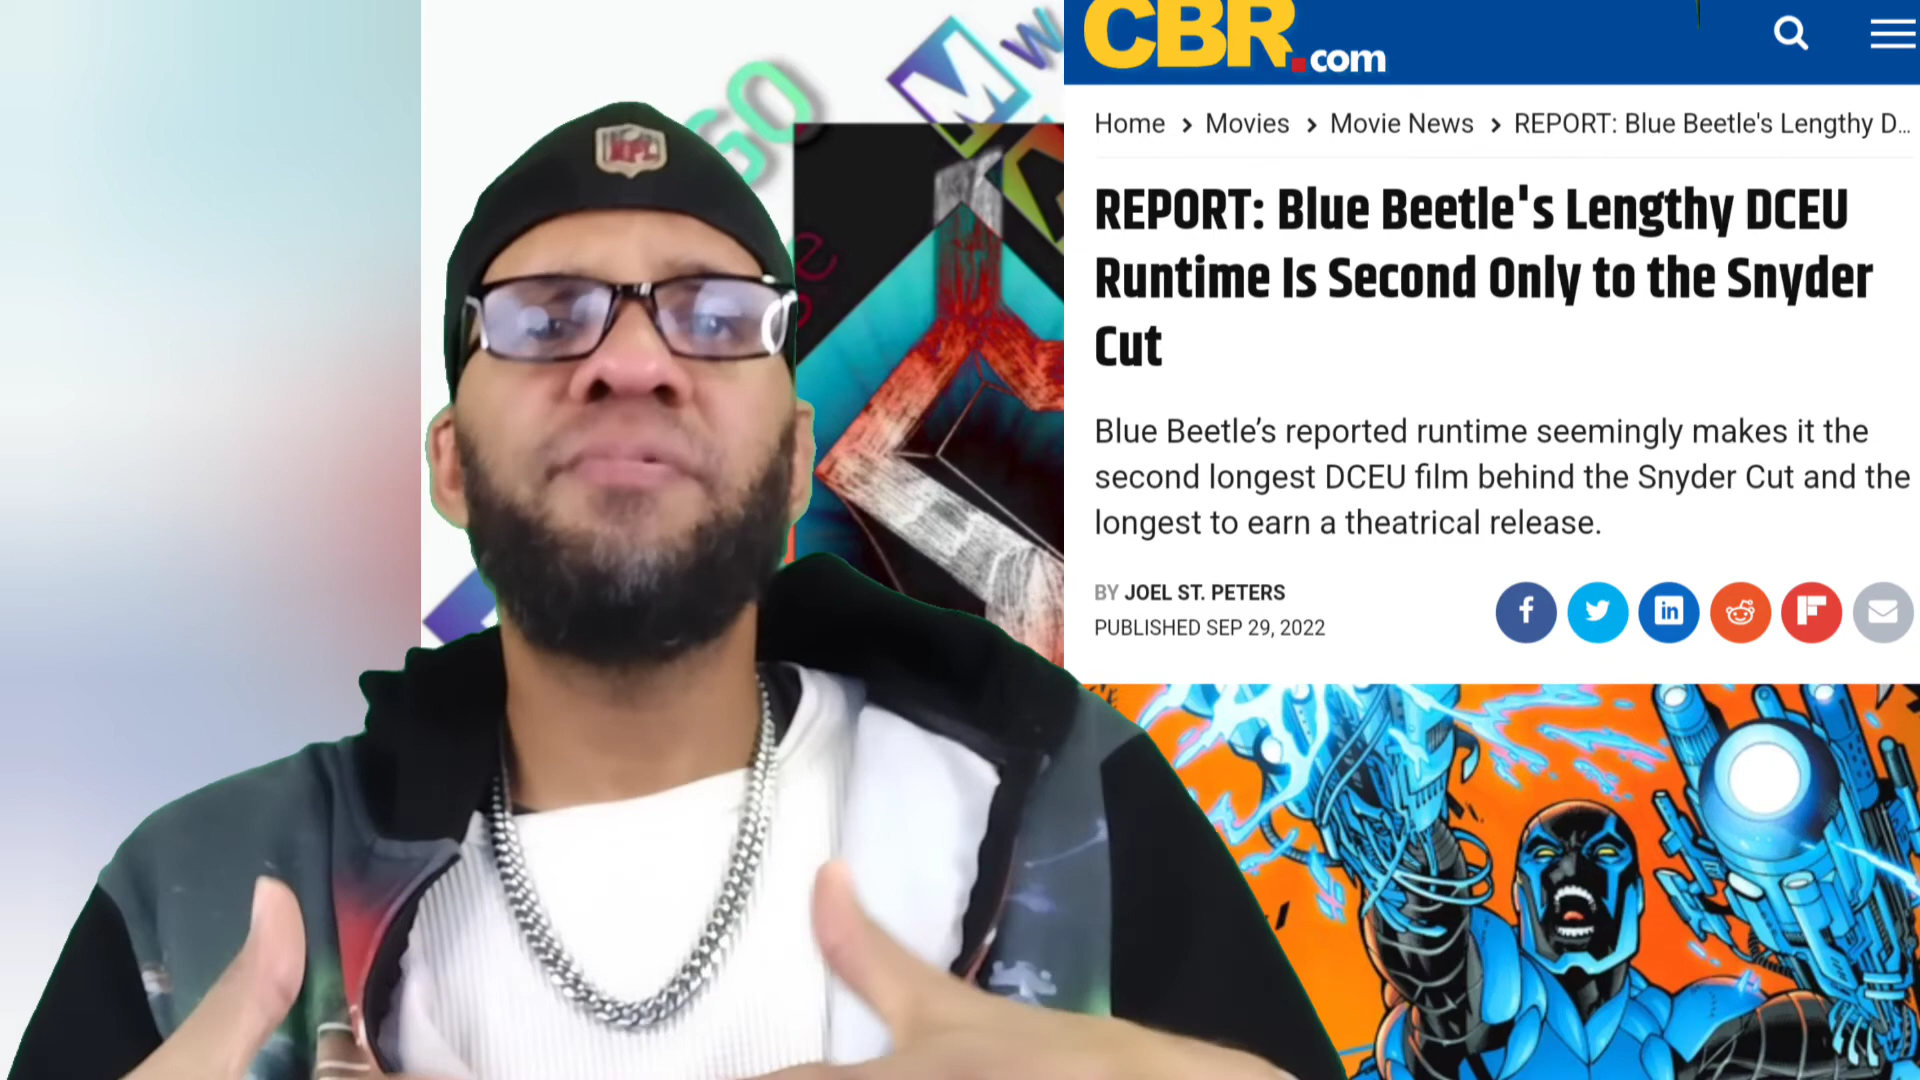 GO
M
W
NFL
e
CBR.com
Home > Movies > Movie News > REPORT: Blue Beetle's Lengthy D...
REPORT: Blue Beetle's Lengthy DCEU
Runtime Is Second Only to the Snyder
Cut
Blue Beetle’s reported runtime seemingly makes it the
second longest DCEU film behind the Snyder Cut and the
longest to earn a theatrical release.
BY JOEL ST. PETERS
PUBLISHED SEP 29, 2022